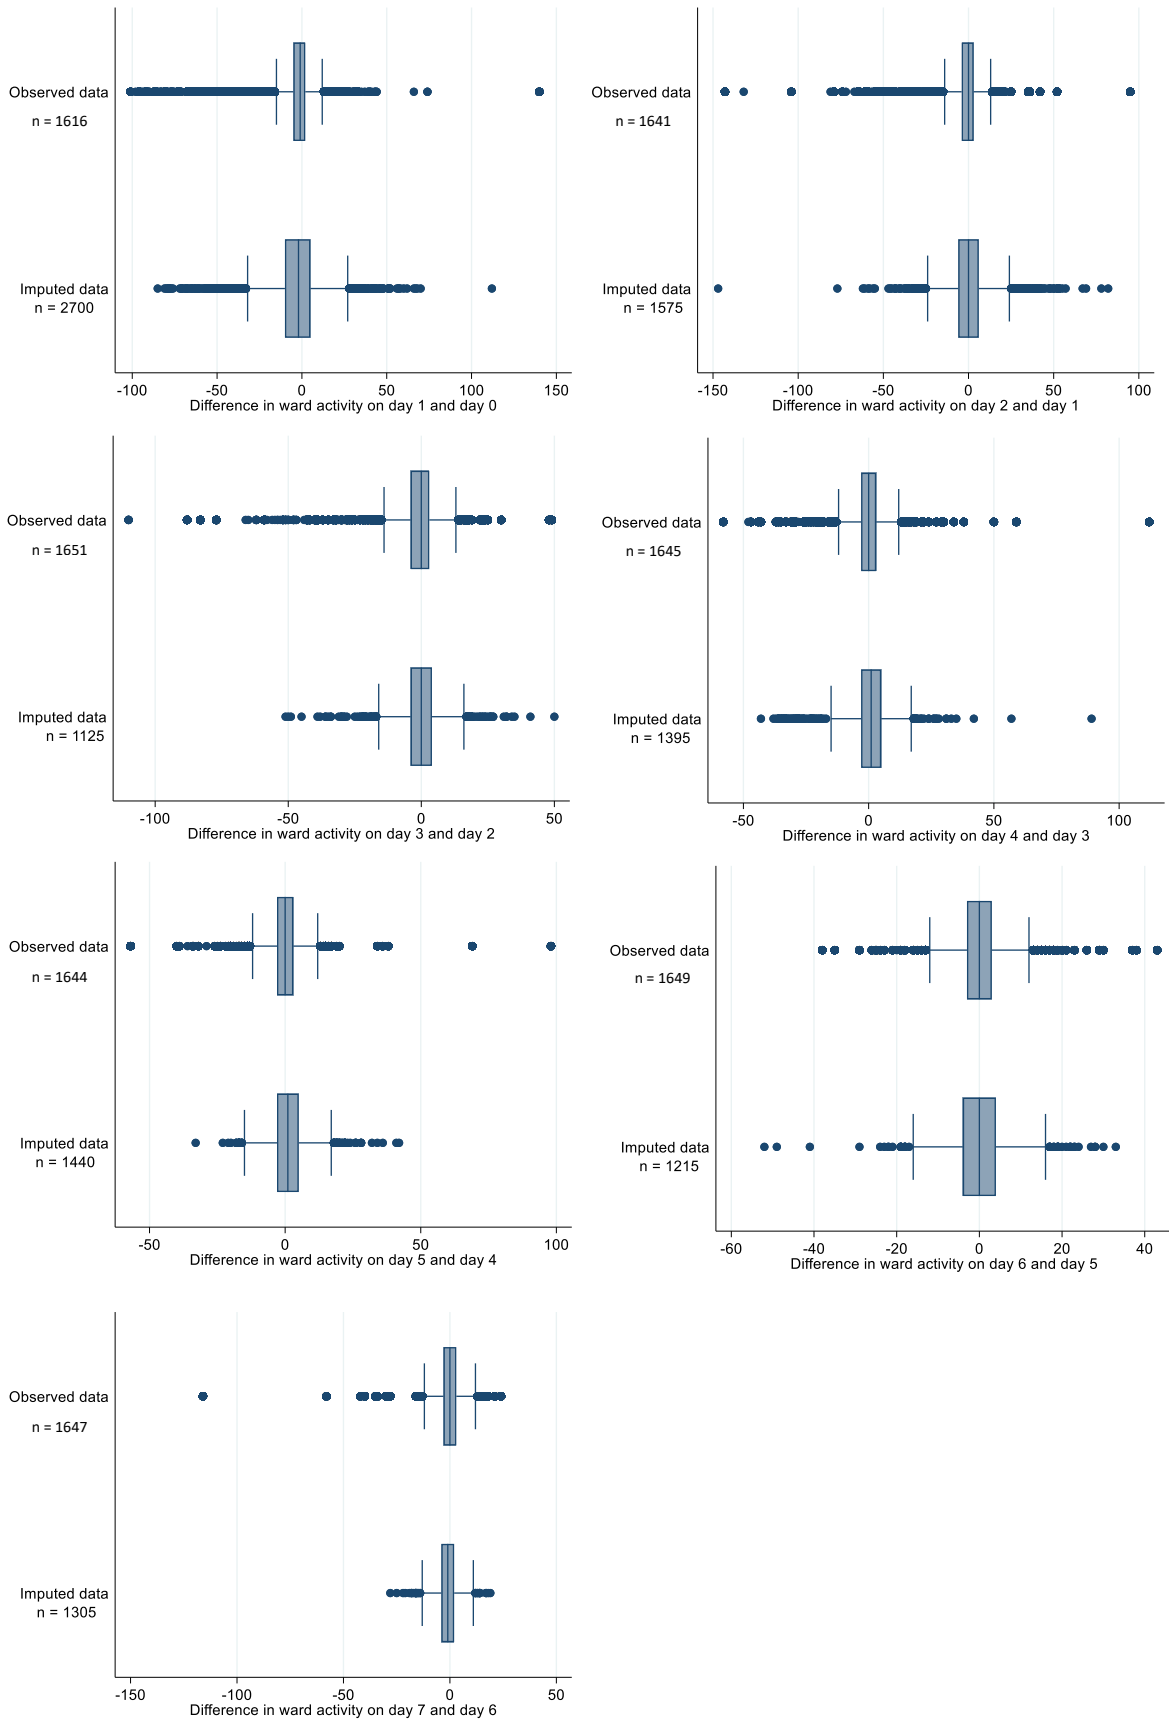 Observed data
n = 1616
Imputed data
n = 2700
-100 -50 0 50 100 150
Difference in ward activity on day 1 and day 0
Observed data
n = 1641
Imputed data
n = 1575
-150 -100 -50 0 50 100
Difference in ward activity on day 2 and day 1
Observed data
n = 1651
Imputed data
n = 1125
-100 -50 0 50
Difference in ward activity on day 3 and day 2
Observed data
n = 1645
Imputed data
n = 1395
-50 0 50 100
Difference in ward activity on day 4 and day 3
Observed data
n = 1644
Imputed data
n = 1440
-50 0 50 100
Difference in ward activity on day 5 and day 4
Observed data
n = 1649
Imputed data
n = 1215
-60 -40 -20 0 20 40
Difference in ward activity on day 6 and day 5
Observed data
n = 1647
Imputed data
n = 1305
-150 -100 -50 0 50
Difference in ward activity on day 7 and day 6